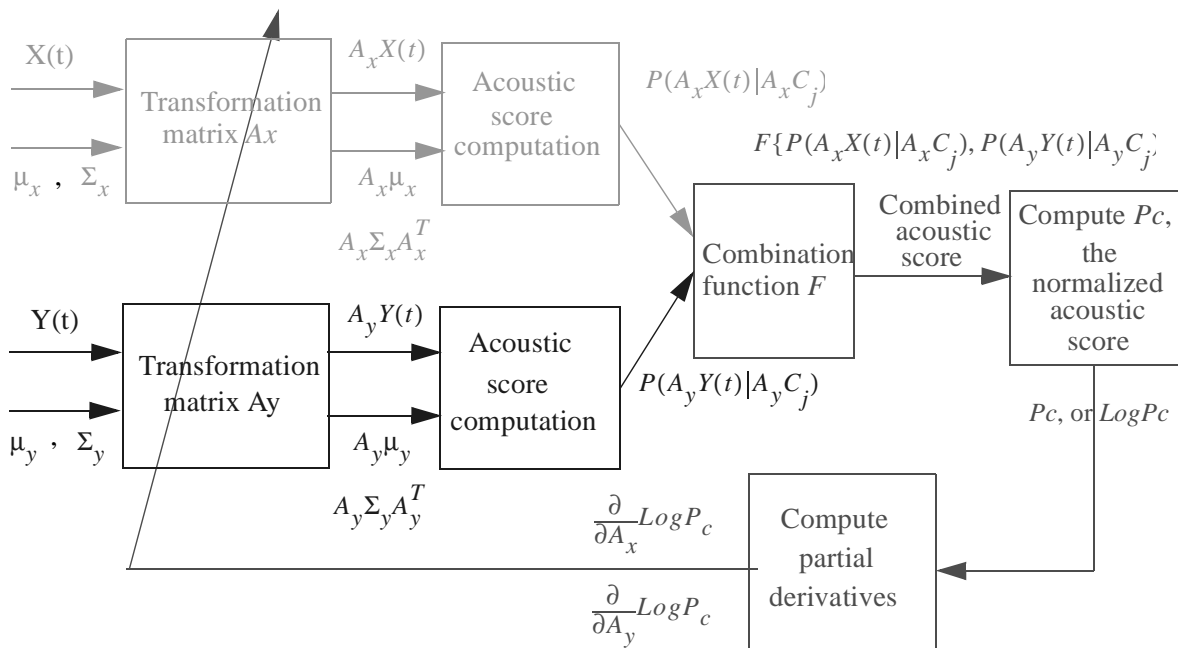 X(t)
μ_x , Σ_x
Transformation
matrix Ax
A_x X(t)
A_x μ_x
A_x Σ_x A_x^T
Acoustic
score
computation
P(A_x X(t)|A_x C_j)
Y(t)
μ_y , Σ_y
Transformation
matrix Ay
A_y Y(t)
A_y μ_y
A_y Σ_y A_y^T
Acoustic
score
computation
P(A_y Y(t)|A_y C_j)
Combination
function F
F{P(A_x X(t)|A_x C_j), P(A_y Y(t)|A_y C_j)
Combined
acoustic
score
Compute Pc,
the
normalized
acoustic
score
Pc, or LogPc
Compute
partial
derivatives
∂/∂A_x LogP_c
∂/∂A_y LogP_c